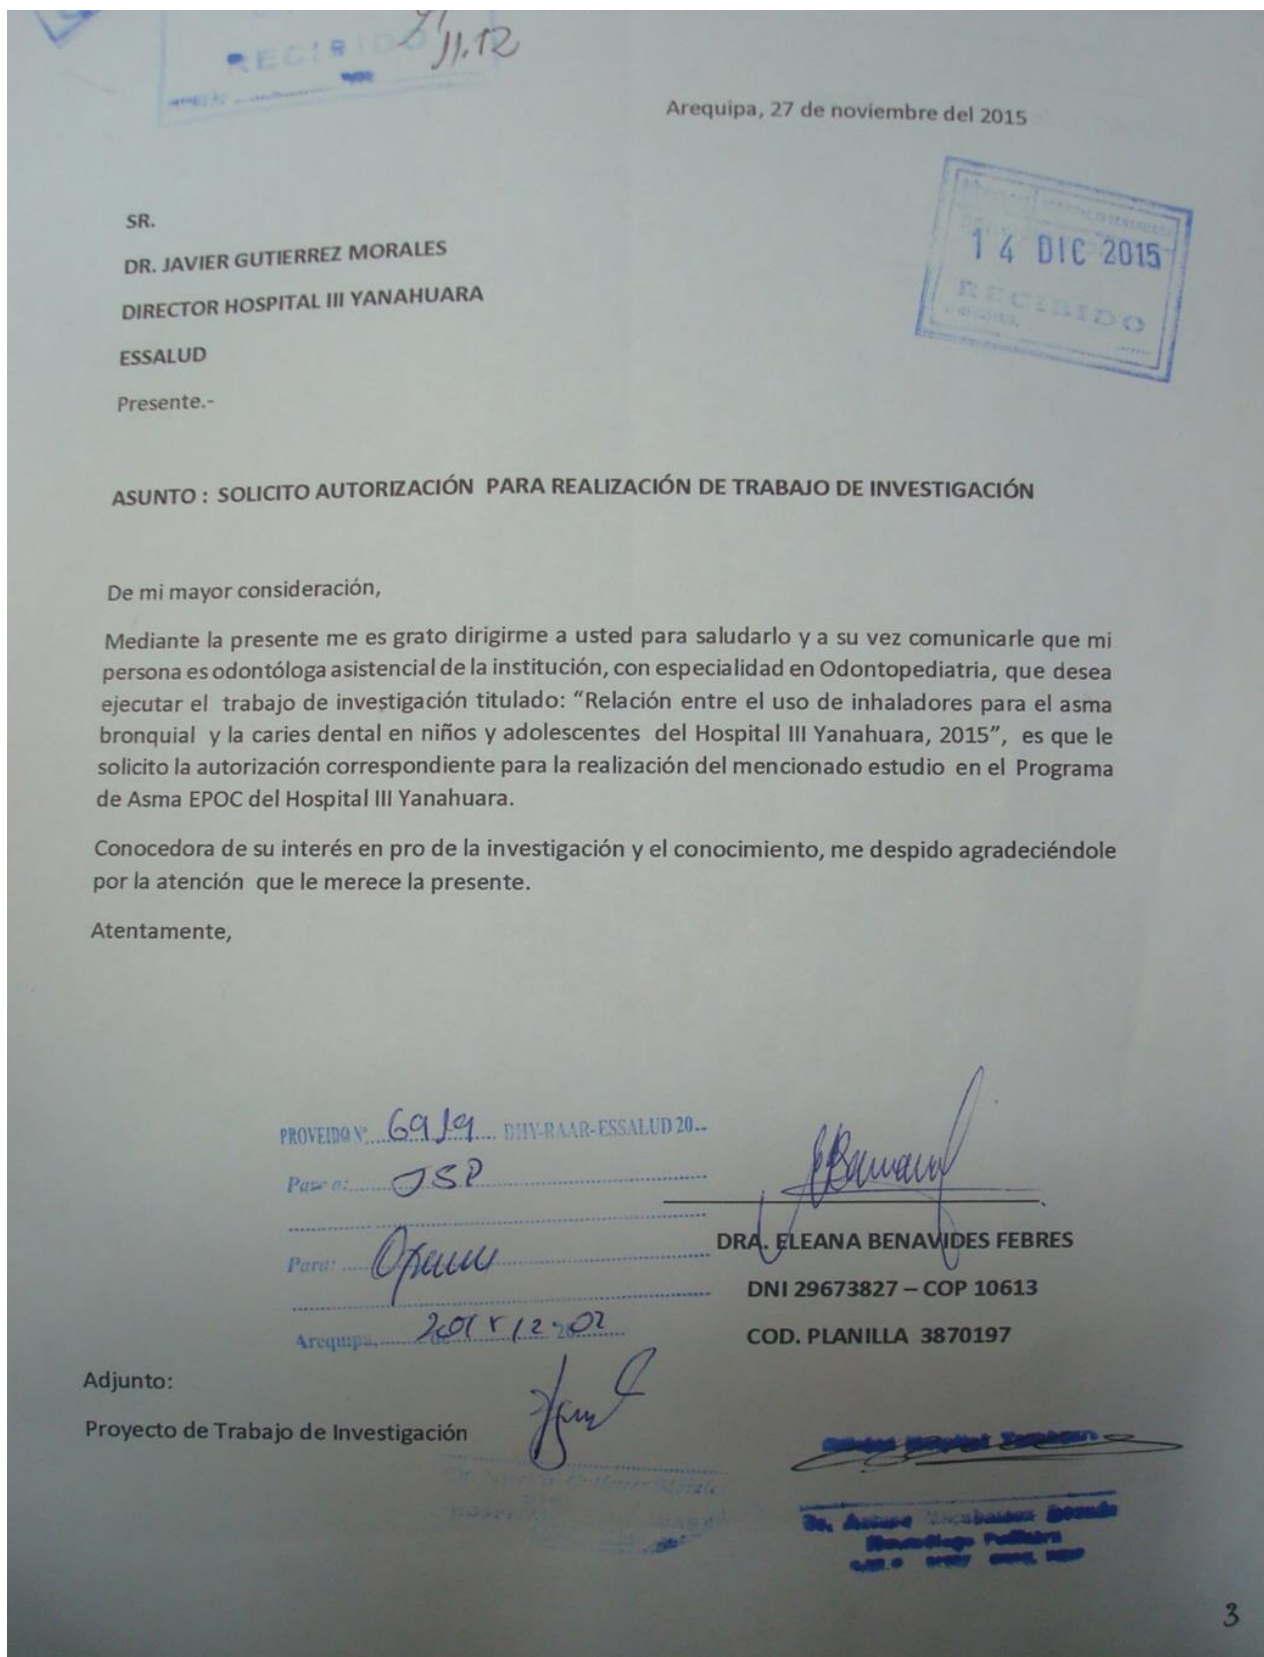 RECIBIDO
11.12
Arequipa, 27 de noviembre del 2015
14 DIC 2015
RECIBIDO
SR.
DR. JAVIER GUTIERREZ MORALES
DIRECTOR HOSPITAL III YANAHUARA
ESSALUD
Presente.-
ASUNTO : SOLICITO AUTORIZACIÓN PARA REALIZACIÓN DE TRABAJO DE INVESTIGACIÓN
De mi mayor consideración,
Mediante la presente me es grato dirigirme a usted para saludarlo y a su vez comunicarle que mi
persona es odontóloga asistencial de la institución, con especialidad en Odontopediatria, que desea
ejecutar el trabajo de investigación titulado: “Relación entre el uso de inhaladores para el asma
bronquial y la caries dental en niños y adolescentes del Hospital III Yanahuara, 2015”, es que le
solicito la autorización correspondiente para la realización del mencionado estudio en el Programa
de Asma EPOC del Hospital III Yanahuara.
Conocedora de su interés en pro de la investigación y el conocimiento, me despido agradeciéndole
por la atención que le merece la presente.
Atentamente,
PROVEIDO N° 6919 DHY-RAAR-ESSALUD 20..
Pase a:
Para:
Arequipa,
DRA. ELEANA BENAVIDES FEBRES
DNI 29673827 – COP 10613
COD. PLANILLA 3870197
Adjunto:
Proyecto de Trabajo de Investigación
3